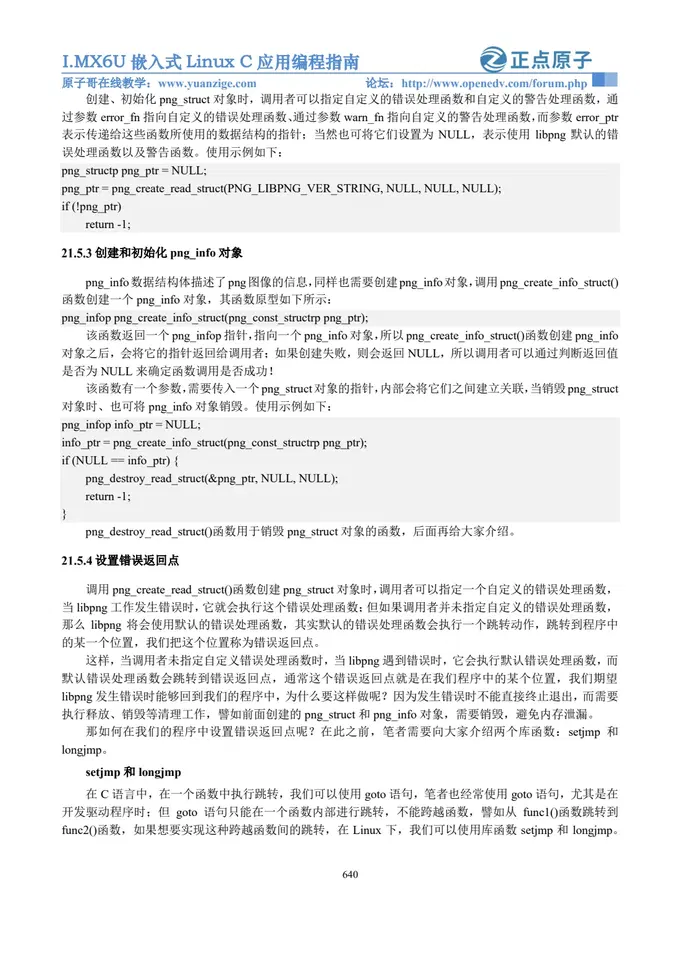 I.MX6U 嵌入式 Linux C 应用编程指南
正点原子
原子哥在线教学：www.yuanzige.com 论坛：http://www.openedv.com/forum.php
创建、初始化 png_struct 对象时，调用者可以指定自定义的错误处理函数和自定义的警告处理函数，通
过参数 error_fn 指向自定义的错误处理函数、通过参数 warn_fn 指向自定义的警告处理函数，而参数 error_ptr
表示传递给这些函数所使用的数据结构的指针；当然也可将它们设置为 NULL，表示使用 libpng 默认的错
误处理函数以及警告函数。使用示例如下：
png_structp png_ptr = NULL;
png_ptr = png_create_read_struct(PNG_LIBPNG_VER_STRING, NULL, NULL, NULL);
if (!png_ptr)
return -1;
21.5.3 创建和初始化 png_info 对象
png_info 数据结构体描述了 png 图像的信息，同样也需要创建 png_info 对象，调用 png_create_info_struct()
函数创建一个 png_info 对象，其函数原型如下所示：
png_infop png_create_info_struct(png_const_structrp png_ptr);
该函数返回一个 png_infop 指针，指向一个 png_info 对象，所以 png_create_info_struct()函数创建 png_info
对象之后，会将它的指针返回给调用者；如果创建失败，则会返回 NULL，所以调用者可以通过判断返回值
是否为 NULL 来确定函数调用是否成功！
该函数有一个参数，需要传入一个 png_struct 对象的指针，内部会将它们之间建立关联，当销毁 png_struct
对象时、也可将 png_info 对象销毁。使用示例如下：
png_infop info_ptr = NULL;
info_ptr = png_create_info_struct(png_const_structrp png_ptr);
if (NULL == info_ptr) {
png_destroy_read_struct(&png_ptr, NULL, NULL);
return -1;
}
png_destroy_read_struct()函数用于销毁 png_struct 对象的函数，后面再给大家介绍。
21.5.4 设置错误返回点
调用 png_create_read_struct()函数创建 png_struct 对象时，调用者可以指定一个自定义的错误处理函数，
当 libpng 工作发生错误时，它就会执行这个错误处理函数；但如果调用者并未指定自定义的错误处理函数，
那么 libpng 将会使用默认的错误处理函数，其实默认的错误处理函数会执行一个跳转动作，跳转到程序中
的某一个位置，我们把这个位置称为错误返回点。
这样，当调用者未指定自定义错误处理函数时，当 libpng 遇到错误时，它会执行默认错误处理函数，而
默认错误处理函数会跳转到错误返回点，通常这个错误返回点就是在我们程序中的某个位置，我们期望
libpng 发生错误时能够回到我们的程序中，为什么要这样做呢？因为发生错误时不能直接终止退出，而需要
执行释放、销毁等清理工作，譬如前面创建的 png_struct 和 png_info 对象，需要销毁，避免内存泄漏。
那如何在我们的程序中设置错误返回点呢？在此之前，笔者需要向大家介绍两个库函数：setjmp 和
longjmp。
setjmp 和 longjmp
在 C 语言中，在一个函数中执行跳转，我们可以使用 goto 语句，笔者也经常使用 goto 语句，尤其是在
开发驱动程序时；但 goto 语句只能在一个函数内部进行跳转，不能跨越函数，譬如从 func1()函数跳转到
func2()函数，如果想要实现这种跨越函数间的跳转，在 Linux 下，我们可以使用库函数 setjmp 和 longjmp。
640